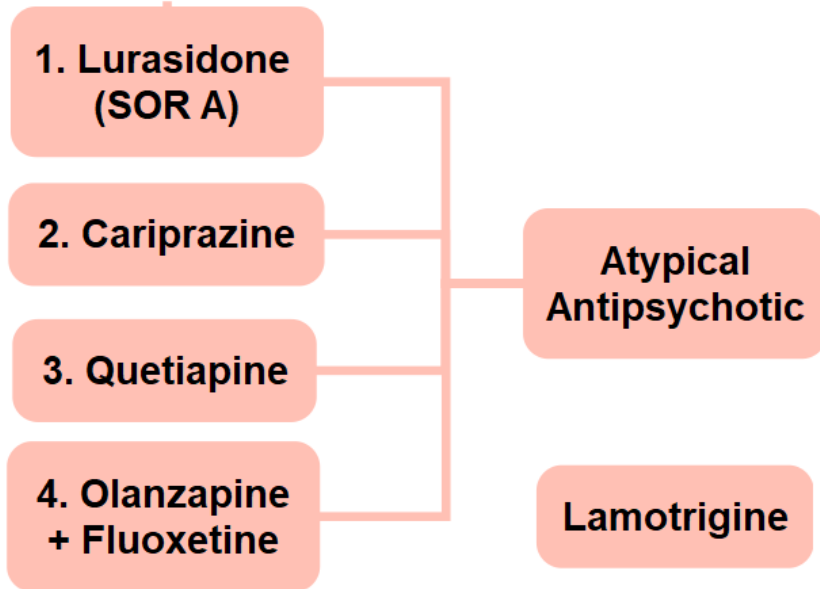 1. Lurasidone
(SOR A)
2. Cariprazine
3. Quetiapine
4. Olanzapine
+ Fluoxetine
Atypical
Antipsychotic
Lamotrigine